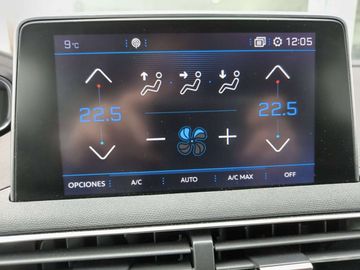 9°C 12:05
22.5 22.5
OPCIONES A/C AUTO A/C MAX OFF